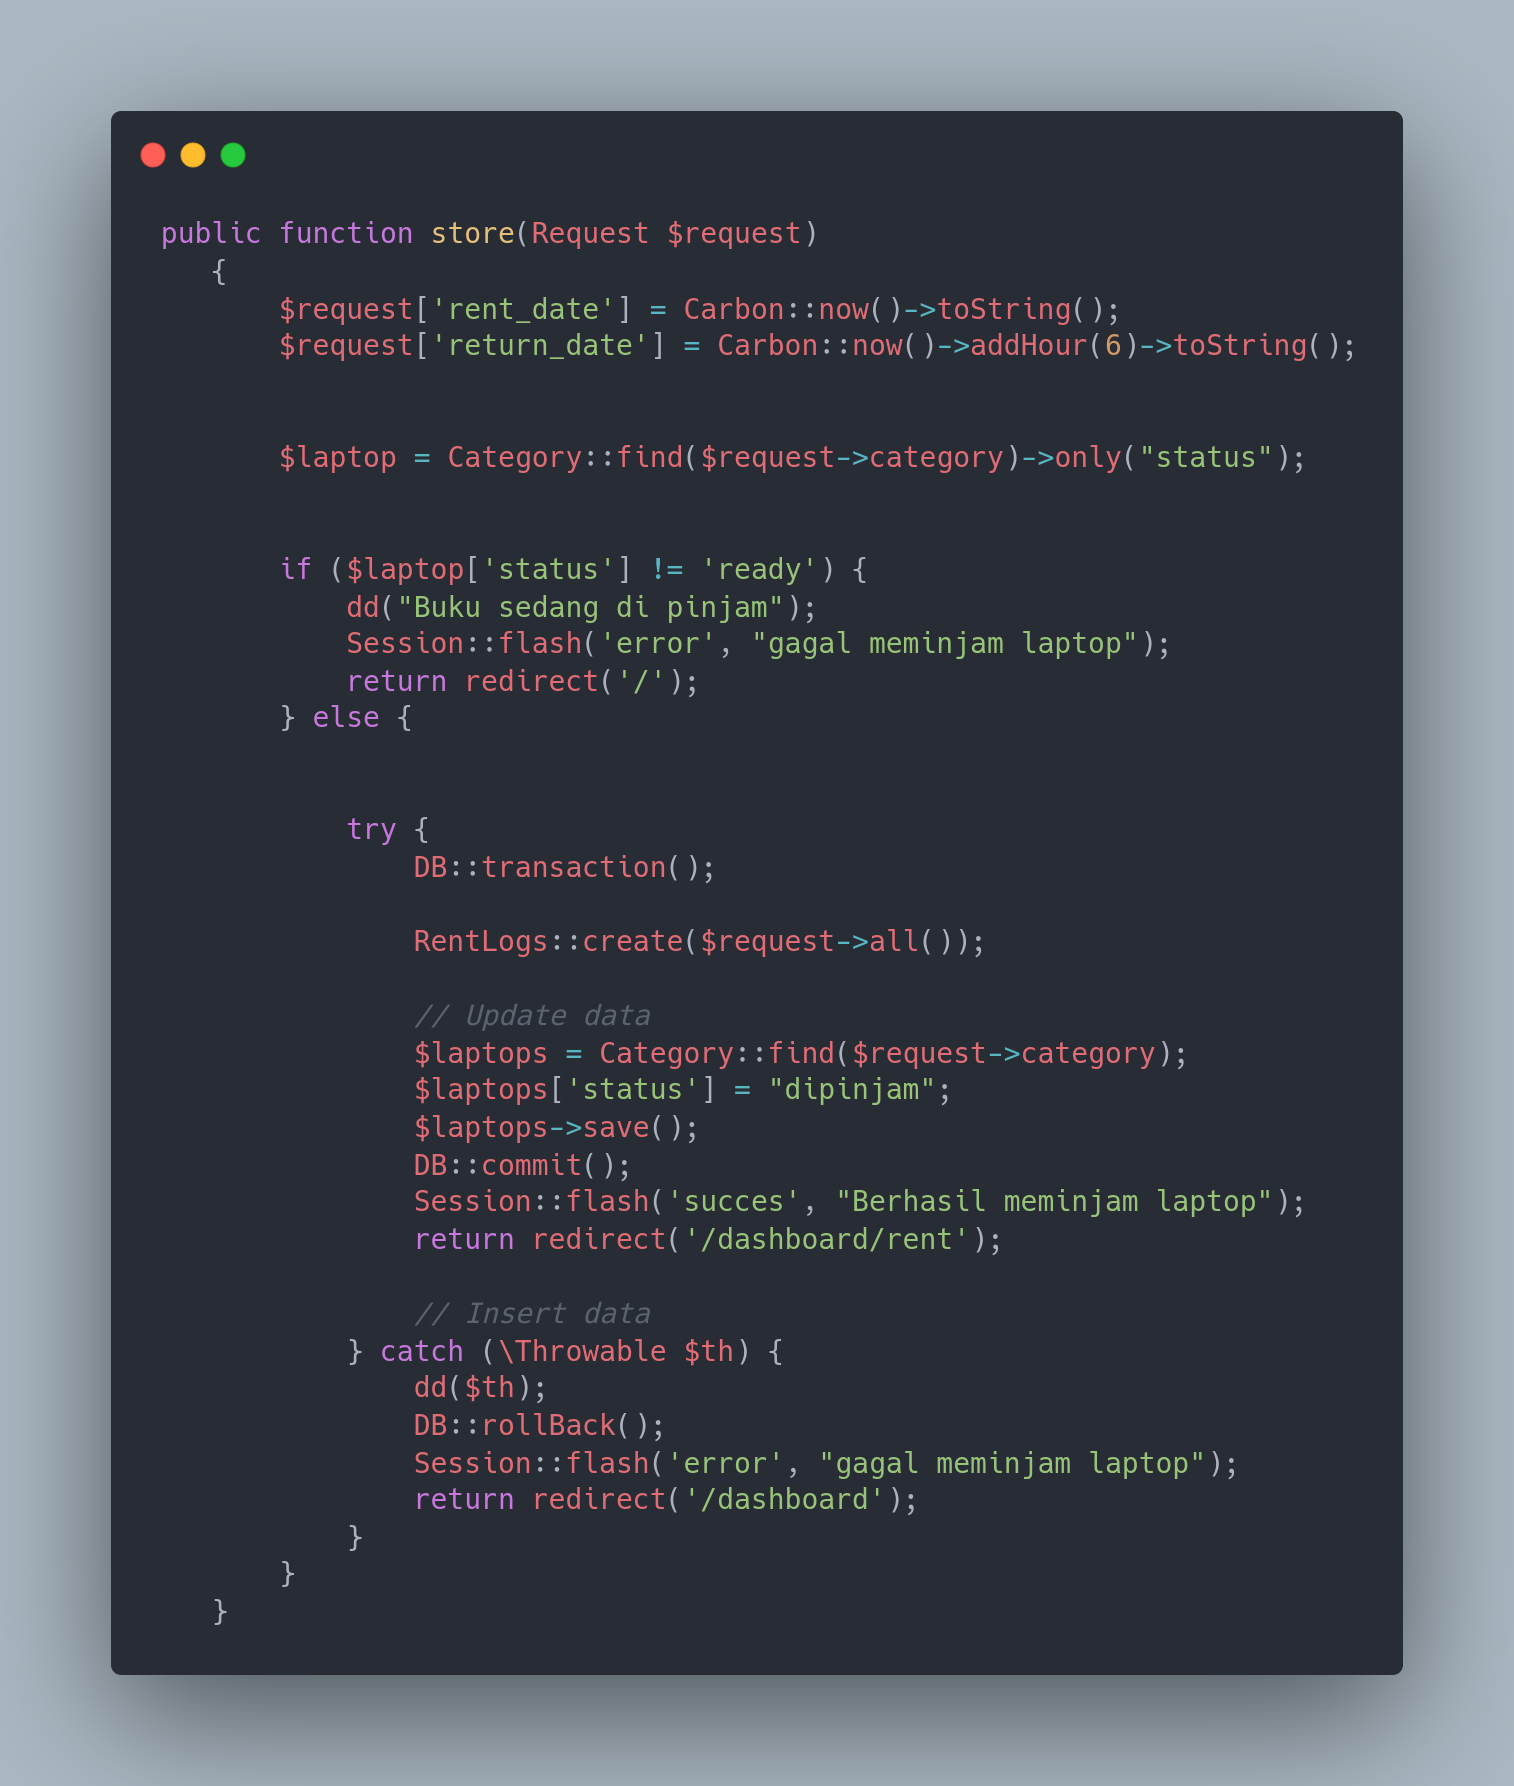 public function store(Request $request)
   {
       $request['rent_date'] = Carbon::now()->toString();
       $request['return_date'] = Carbon::now()->addHour(6)->toString();
       $laptop = Category::find($request->category)->only("status");
       if ($laptop['status'] != 'ready') {
           dd("Buku sedang di pinjam");
           Session::flash('error', "gagal meminjam laptop");
           return redirect('/');
       } else {
           try {
               DB::transaction();
               RentLogs::create($request->all());
               // Update data
               $laptops = Category::find($request->category);
               $laptops['status'] = "dipinjam";
               $laptops->save();
               DB::commit();
               Session::flash('succes', "Berhasil meminjam laptop");
               return redirect('/dashboard/rent');
               // Insert data
           } catch (\Throwable $th) {
               dd($th);
               DB::rollBack();
               Session::flash('error', "gagal meminjam laptop");
               return redirect('/dashboard');
           }
       }
   }